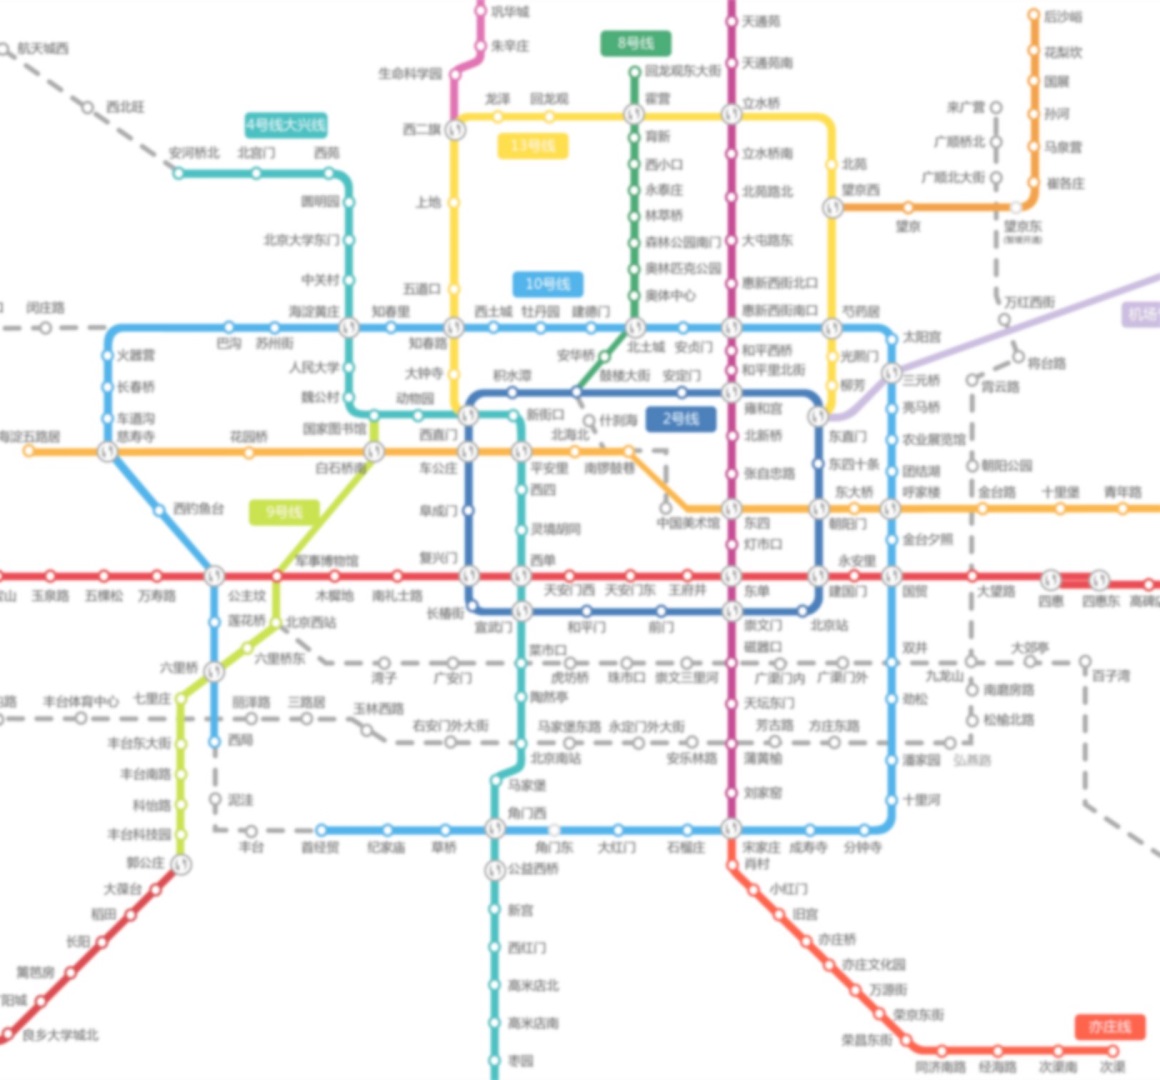 巩华城
天通苑
后沙峪
航天城西
朱辛庄
8号线
花梨坎
生命科学园
回龙观东大街
天通苑南
国展
西北旺
龙泽
回龙观
霍营
立水桥
来广营
孙河
4号线大兴线
西二旗
13号线
育新
广顺桥北
马泉营
安河桥北
北宫门
西苑
西小口
立水桥南
北苑
广顺北大街
崔各庄
圆明园
上地
永泰庄
北苑路北
望京西
林萃桥
望京
望京东
北京大学东门
森林公园南门
大屯路东
中关村
五道口
10号线
奥林匹克公园
惠新西街北口
奥体中心
万红西街
闵庄路
海淀黄庄
知春里
西土城
牡丹园
建德门
惠新西街南口
芍药居
机场
巴沟
苏州街
知春路
北土城
安贞门
太阳宫
火器营
人民大学
安华桥
和平西桥
光熙门
将台路
长春桥
魏公村
大钟寺
积水潭
鼓楼大街
安定门
和平里北街
柳芳
三元桥
霄云路
车道沟
动物园
新街口
什刹海
2号线
雍和宫
亮马桥
海淀五路居
慈寿寺
花园桥
国家图书馆
西直门
北海北
北新桥
东直门
农业展览馆
白石桥南
车公庄
平安里
南锣鼓巷
张自忠路
东四十条
团结湖
朝阳公园
西钓鱼台
9号线
阜成门
西四
中国美术馆
东四
东大桥
朝阳门
呼家楼
金台路
十里堡
青年路
灵境胡同
灯市口
金台夕照
军事博物馆
复兴门
西单
永安里
玉泉路
五棵松
万寿路
公主坟
木樨地
南礼士路
天安门西
天安门东
王府井
东单
建国门
国贸
大望路
四惠
四惠东
莲花桥
北京西站
长椿街
宣武门
和平门
前门
崇文门
北京站
六里桥
六里桥东
菜市口
磁器口
双井
大郊亭
湾子
广安门
虎坊桥
珠市口
崇文三里河
广渠门内
广渠门外
九龙山
百子湾
七里庄
丰台体育中心
丽泽路
三路居
玉林西路
陶然亭
天坛东门
劲松
南磨房路
丰台东大街
西局
右安门外大街
马家堡东路
永定门外大街
芳古路
方庄东路
松榆北路
北京南站
安乐林路
蒲黄榆
潘家园
弘燕路
丰台南路
科怡路
泥洼
马家堡
刘家窑
十里河
丰台科技园
角门西
郭公庄
丰台
首经贸
纪家庙
草桥
角门东
大红门
石榴庄
宋家庄
成寿寺
分钟寺
大葆台
公益西桥
肖村
稻田
新宫
小红门
长阳
西红门
旧宫
篱笆房
高米店北
亦庄桥
阳城
高米店南
亦庄文化园
良乡大学城北
枣园
万源街
荣京东街
亦庄线
荣昌东街
同济南路
经海路
次渠南
次渠